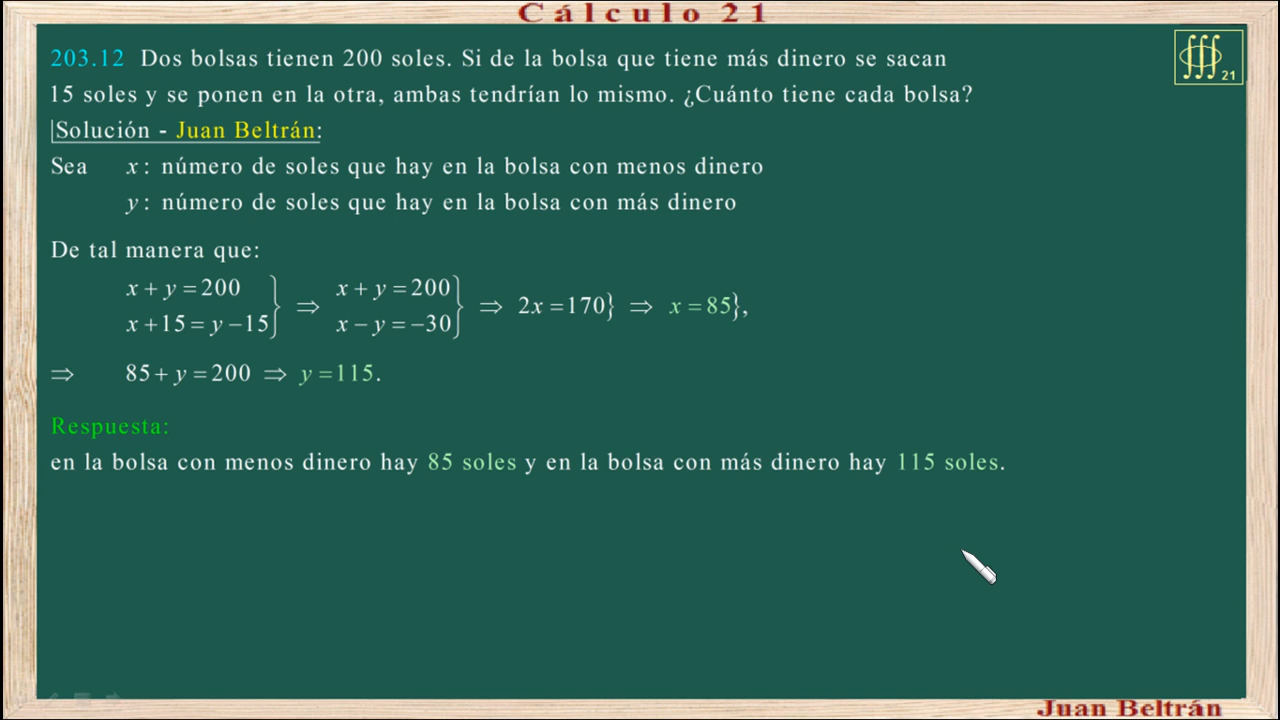 Cálculo 21
203.12 Dos bolsas tienen 200 soles. Si de la bolsa que tiene más dinero se sacan
15 soles y se ponen en la otra, ambas tendrían lo mismo. ¿Cuánto tiene cada bolsa?
∭ 21
Solución - Juan Beltrán:
Sea x: número de soles que hay en la bolsa con menos dinero
y: número de soles que hay en la bolsa con más dinero
De tal manera que:
x + y = 200 } ⇒ x + y = 200 } ⇒ 2x = 170} ⇒ x = 85},
x + 15 = y − 15 } x − y = −30 }
⇒ 85 + y = 200 ⇒ y = 115.
Respuesta:
en la bolsa con menos dinero hay 85 soles y en la bolsa con más dinero hay 115 soles.
Juan Beltrán